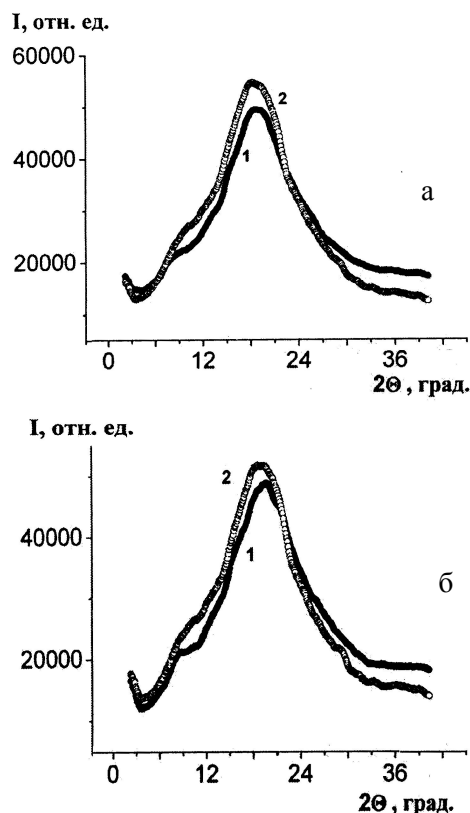 I, отн. ед.
60000
2
40000
1
а
20000
0 12 24 36
2Θ, град.
I, отн. ед.
2
40000
1
б
20000
0 12 24 36
2Θ, град.